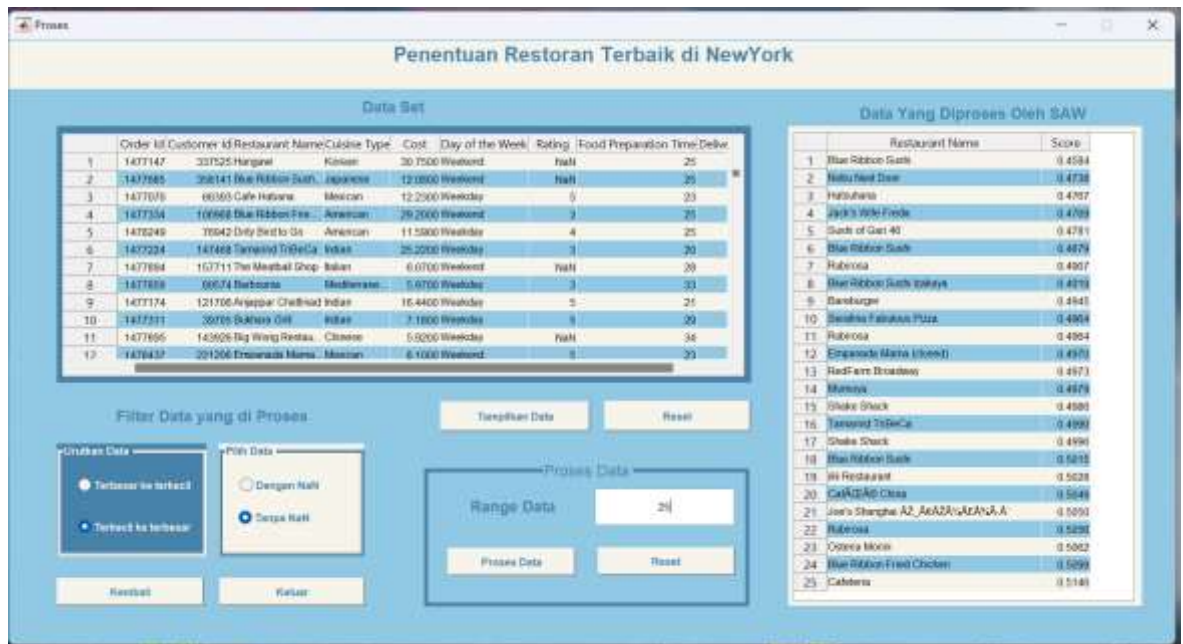 Proses
Penentuan Restoran Terbaik di NewYork
Data Set
Order Id Customer Id Restaurant Name Cuisine Type Cost Day of the Week Rating Food Preparation Time Delive
1 1477147 337525 Hangawi Korean 30.7500 Weekend NaN 25
2 1477685 358141 Blue Ribbon Sush... Japanese 12.0800 Weekend NaN 25
3 1477070 66393 Cafe Habana Mexican 12.2300 Weekday 5 23
4 1477334 106968 Blue Ribbon Frie... American 29.2000 Weekend 3 25
5 1478249 76942 Dirty Bird to Go American 11.5900 Weekday 4 25
6 1477224 147468 Tamarind TriBeCa Indian 25.2200 Weekday 3 20
7 1477894 157711 The Meatball Shop Italian 6.0700 Weekend NaN 28
8 1477859 Barbounia Mediterrane... 5.9700 Weekday 3 33
9 1477174 121706 Anjappar Chettinad Indian 16.4400 Weekday 5 21
10 1477311 39705 Bukhara Grill Indian 7.1800 Weekday 5 29
11 1477895 143926 Big Wong Restau... Chinese 5.9200 Weekday NaN 34
12 1478437 221206 Empanada Mama... Mexican 8.1000 Weekend 5 23
Filter Data yang di Proses
Urutkan Data
Terbesar ke terkecil
Terkecil ke terbesar
Pilih Data
Dengan NaN
Tanpa NaN
Kembali
Keluar
Tampilkan Data
Reset
Proses Data
Range Data
25
Proses Data
Reset
Data Yang Diproses Oleh SAW
Restaurant Name Score
1 Blue Ribbon Sushi 0.4594
2 Nobu Next Door 0.4738
3 Hatsuhana 0.4767
4 Jack's Wife Freda 0.4769
5 Sushi of Gari 46 0.4781
6 Blue Ribbon Sushi 0.4879
7 Rubirosa 0.4907
8 Blue Ribbon Sushi Izakaya
9 Bareburger 0.4945
10 Serafina Fabulous Pizza 0.4964
11 Rubirosa 0.4964
12 Empanada Mama (closed) 0.4970
13 RedFarm Broadway 0.4973
14 Momoya 0.4979
15 Shake Shack 0.4980
16 Tamarind TriBeCa 0.4990
17 Shake Shack 0.4996
18 Blue Ribbon Sushi 0.5015
19 Restaurant 0.5028
20 China 0.5046
21 Joe's Shanghai 0.5050
22 Rubirosa 0.5050
23 Osteria Morini 0.5062
24 Blue Ribbon Fried Chicken 0.5099
25 Cafeteria 0.5146